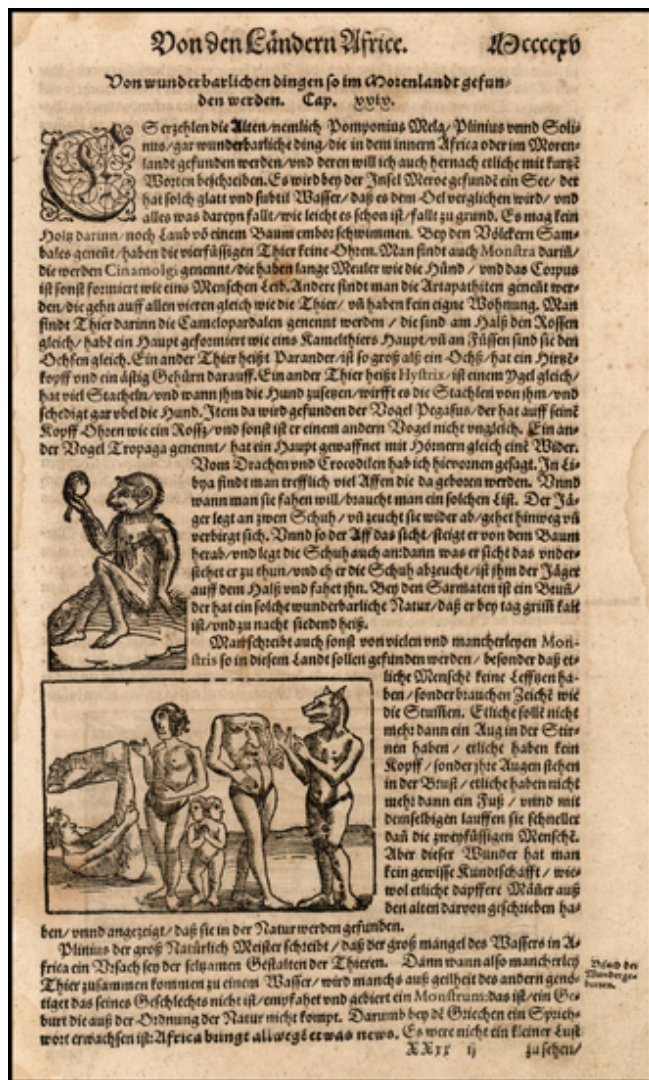 Von den Ländern Africe. Mccccxv
Von wunderbarlichen dingen so im Morenlandt gefun-
den werden. Cap. xxix.
ES erzehlen die Alten/nemlich Pomponius Mela/Plinius vnnd Soli-
nus/gar wunderbarliche ding/die in dem innern Africa oder im Moren-
landt gefunden werden/vnd deren will ich auch hernach etliche mit kurtzē
Worten beschreiben. Es wird bey der Insel Meroe gefundē ein See/der
hat solch glatt vnd subtil Wasser/daß es dem Oel verglichen wird/vnd
alles was dareyn fallt/wie leicht es schon ist/fallt zu grund. Es mag kein
Holtz darinn/noch Laub võ einem Baum embor schwimmen. Bey den Völckern Sam-
bales genēnt/haben die vierfüssigen Thier keine Ohren. Man findt auch Monstra dariñ/
die werden Cinamolgi genennt/die haben lange Meuler wie die Hünd/vnd das Corpus
ist sonst formiert wie eins Menschen Leib. Andere findt man die Artapathiten genēnt wer-
den/die gehn auff allen vieren gleich wie die Thier/vñ haben kein eigne Wohnung. Man
findt Thier darinn die Camelopardalen genennt werden/die sind am Halß den Rossen
gleich/habē ein Haupt geformiert wie eins Kamelthiers Haupt/vñ an Füssen sind sie den
Ochsen gleich. Ein ander Thier heißt Parander/ist so groß alß ein Ochß/hat ein Hirtz-
kopff vnd ein ästig Gehürn darauff. Ein ander Thier heißt Hystrix/ist einem Ygel gleich/
hat viel Stacheln/vnd wann jhm die Hund zusetzen/wirfft es die Stachlen von jhm/vnd
schedigt gar vbel die Hund. Item da wird gefunden der Vogel Pegasus/der hat auff seinē
Kopff Ohren wie ein Rossz/vnd sonst ist er einem andern Vogel nicht vngleich. Ein an-
der Vogel Tropaga genennt/hat ein Haupt gewaffnet mit Hörnern gleich einē Wider.
Vom Drachen vnd Crocodilen hab ich hievornen gesagt. In Li-
bya findt man trefflich viel Affen die da geboren werden. Vnnd
wann man sie fahen will/braucht man ein solchen List. Der Jä-
ger legt an zwen Schuh/vñ zeucht sie wider ab/gehet hinweg vñ
verbirgt sich. Vnnd so der Aff das sicht/steigt er von dem Baum
herab/vnd legt die Schuh auch an: dann was er sicht das vnder-
stehet er zu thun/vnd eh er die Schuh abzeucht/ist jhm der Jäger
auff dem Halß vnd fahet jhn. Bey den Sarmaten ist ein Bruñ/
der hat ein solche wunderbarliche Natur/daß er bey tag grim̄ kalt
ist/vnd zu nacht siedend heiß.
Man schreibt auch sonst von vielen vnd mancherleyen Mon-
stris so in diesem Landt sollen gefunden werden/besonder daß et-
liche Menschē keine Leffzen ha-
ben/sonder brauchen Zeichē wie
die Stum̄en. Etliche sollē nicht
mehr dann ein Aug in der Stir-
nen haben/etliche haben kein
Kopff/sonder jhre Augen stehen
in der Brust/etliche haben nicht
mehr dann ein Fuß/vnnd mit
demselbigen lauffen sie schneller
dañ die zweyfüssigen Menschē.
Aber dieser Wunder hat man
kein gewisse Kundtschafft/wie-
wol etliche dapffere Mäñer auß
den alten darvon geschrieben ha-
ben/vnnd angezeigt/daß sie in der Natur werden gefunden.
Plinius der groß Natürlich Meister schreibt/daß der groß mangel des Wassers in A-
frica ein Vrsach sey der seltzamen Gestalten der Thieren. Dann wann also mancherley
Thier zusammen kommen zu einem Wasser/wird manchs auß geilheit des andern genö-
tiget das seines Geschlechts nicht ist/empfahet vnd gebiert ein Monstrum: das ist/ein Ge-
burt die auß der Ordnung der Natur nicht kompt. Darumb bey dē Griechen ein Sprich-
wort erwachsen ist: Africa bringt allwegē etwas news. Es were nicht ein kleiner Lust
Vrsach der
Wunderge-
burten.
XXxx ij zu sehen/